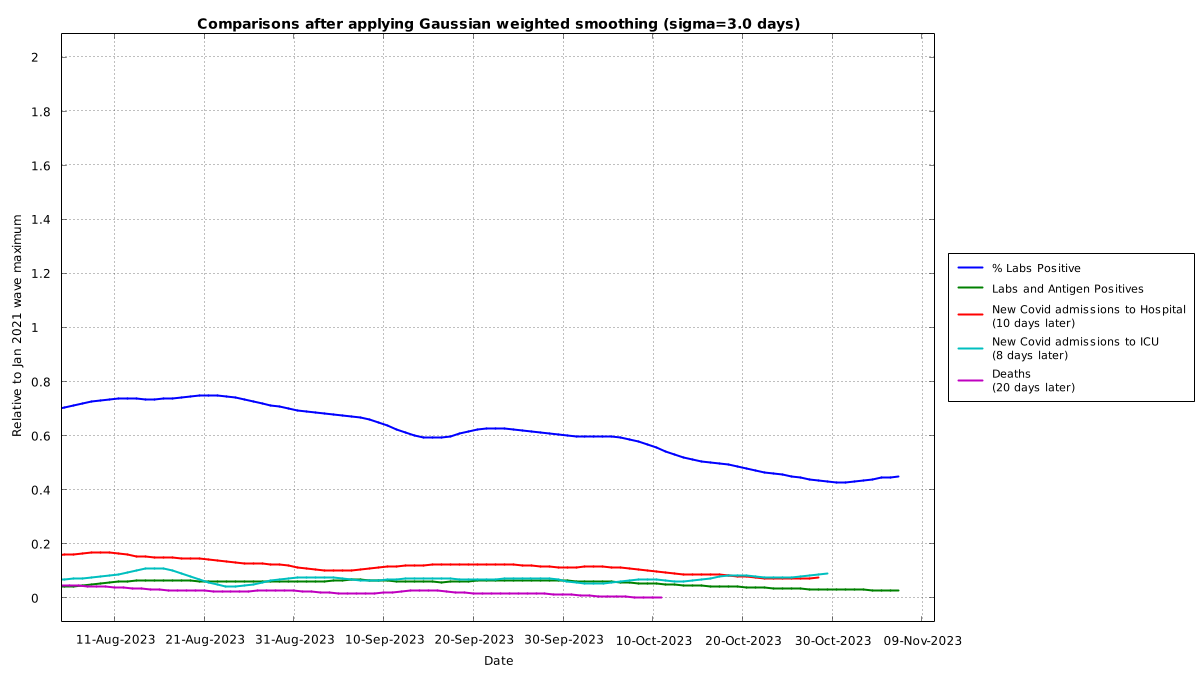 Comparisons after applying Gaussian weighted smoothing (sigma=3.0 days)
Relative to Jan 2021 wave maximum
2
1.8
1.6
1.4
1.2
1
0.8
0.6
0.4
0.2
0
11-Aug-2023 21-Aug-2023 31-Aug-2023 10-Sep-2023 20-Sep-2023 30-Sep-2023 10-Oct-2023 20-Oct-2023 30-Oct-2023 09-Nov-2023
Date
% Labs Positive
Labs and Antigen Positives
New Covid admissions to Hospital
(10 days later)
New Covid admissions to ICU
(8 days later)
Deaths
(20 days later)